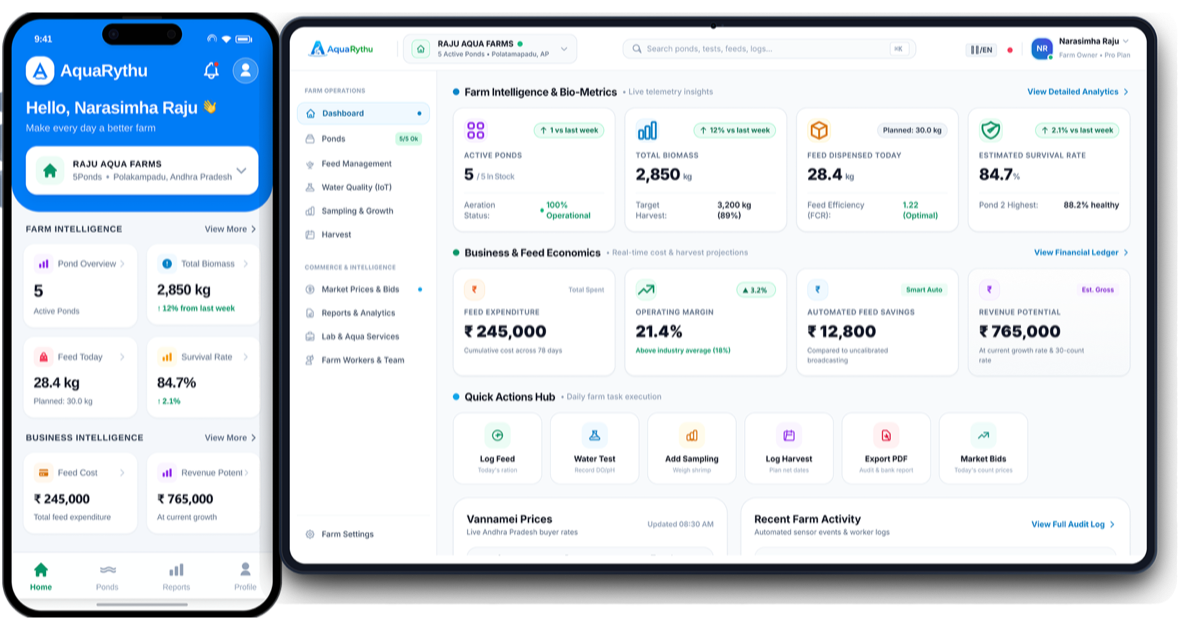 9:41
AquaRythu
Hello, Narasimha Raju 👋
Make every day a better farm
RAJU AQUA FARMS
5Ponds • Polakampadu, Andhra Pradesh
FARM INTELLIGENCE
View More >
Pond Overview >
5
Active Ponds
Total Biomass >
2,850 kg
↑ 12% from last week
Feed Today >
28.4 kg
Planned: 30.0 kg
Survival Rate >
84.7%
↑ 2.1%
BUSINESS INTELLIGENCE
View More >
Feed Cost >
₹ 245,000
Total feed expenditure
Revenue Potent >
₹ 765,000
At current growth
Home
Ponds
Reports
Profile
AquaRythu
RAJU AQUA FARMS
5 Active Ponds • Polatamapadu, AP
Search ponds, tests, feeds, logs...
⌘K
/EN
NR
Narasimha Raju
Farm Owner • Pro Plan
FARM OPERATIONS
Dashboard
Ponds
5/5 Ok
Feed Management
Water Quality (IoT)
Sampling & Growth
Harvest
COMMERCE & INTELLIGENCE
Market Prices & Bids
Reports & Analytics
Lab & Aqua Services
Farm Workers & Team
Farm Settings
Farm Intelligence & Bio-Metrics • Live telemetry insights
View Detailed Analytics >
↑ 1 vs last week
ACTIVE PONDS
5 / 5 In Stock
Aeration Status:
• 100% Operational
↑ 12% vs last week
TOTAL BIOMASS
2,850 kg
Target Harvest:
3,200 kg (89%)
Planned: 30.0 kg
FEED DISPENSED TODAY
28.4 kg
Feed Efficiency (FCR):
1.22 (Optimal)
↑ 2.1% vs last week
ESTIMATED SURVIVAL RATE
84.7%
Pond 2 Highest:
88.2% healthy
Business & Feed Economics • Real-time cost & harvest projections
View Financial Ledger >
₹
Total Spent
FEED EXPENDITURE
₹ 245,000
Cumulative cost across 78 days
▲ 3.2%
OPERATING MARGIN
21.4%
Above industry average (18%)
₹
Smart Auto
AUTOMATED FEED SAVINGS
₹ 12,800
Compared to uncalibrated broadcasting
₹
Est. Gross
REVENUE POTENTIAL
₹ 765,000
At current growth rate & 30-count rate
Quick Actions Hub • Daily farm task execution
Log Feed
Today's ration
Water Test
Record DO/pH
Add Sampling
Weigh shrimp
Log Harvest
Plan net dates
Export PDF
Audit & bank report
Market Bids
Today's count prices
Vannamei Prices
Live Andhra Pradesh buyer rates
Updated 08:30 AM
Recent Farm Activity
Automated sensor events & worker logs
View Full Audit Log >